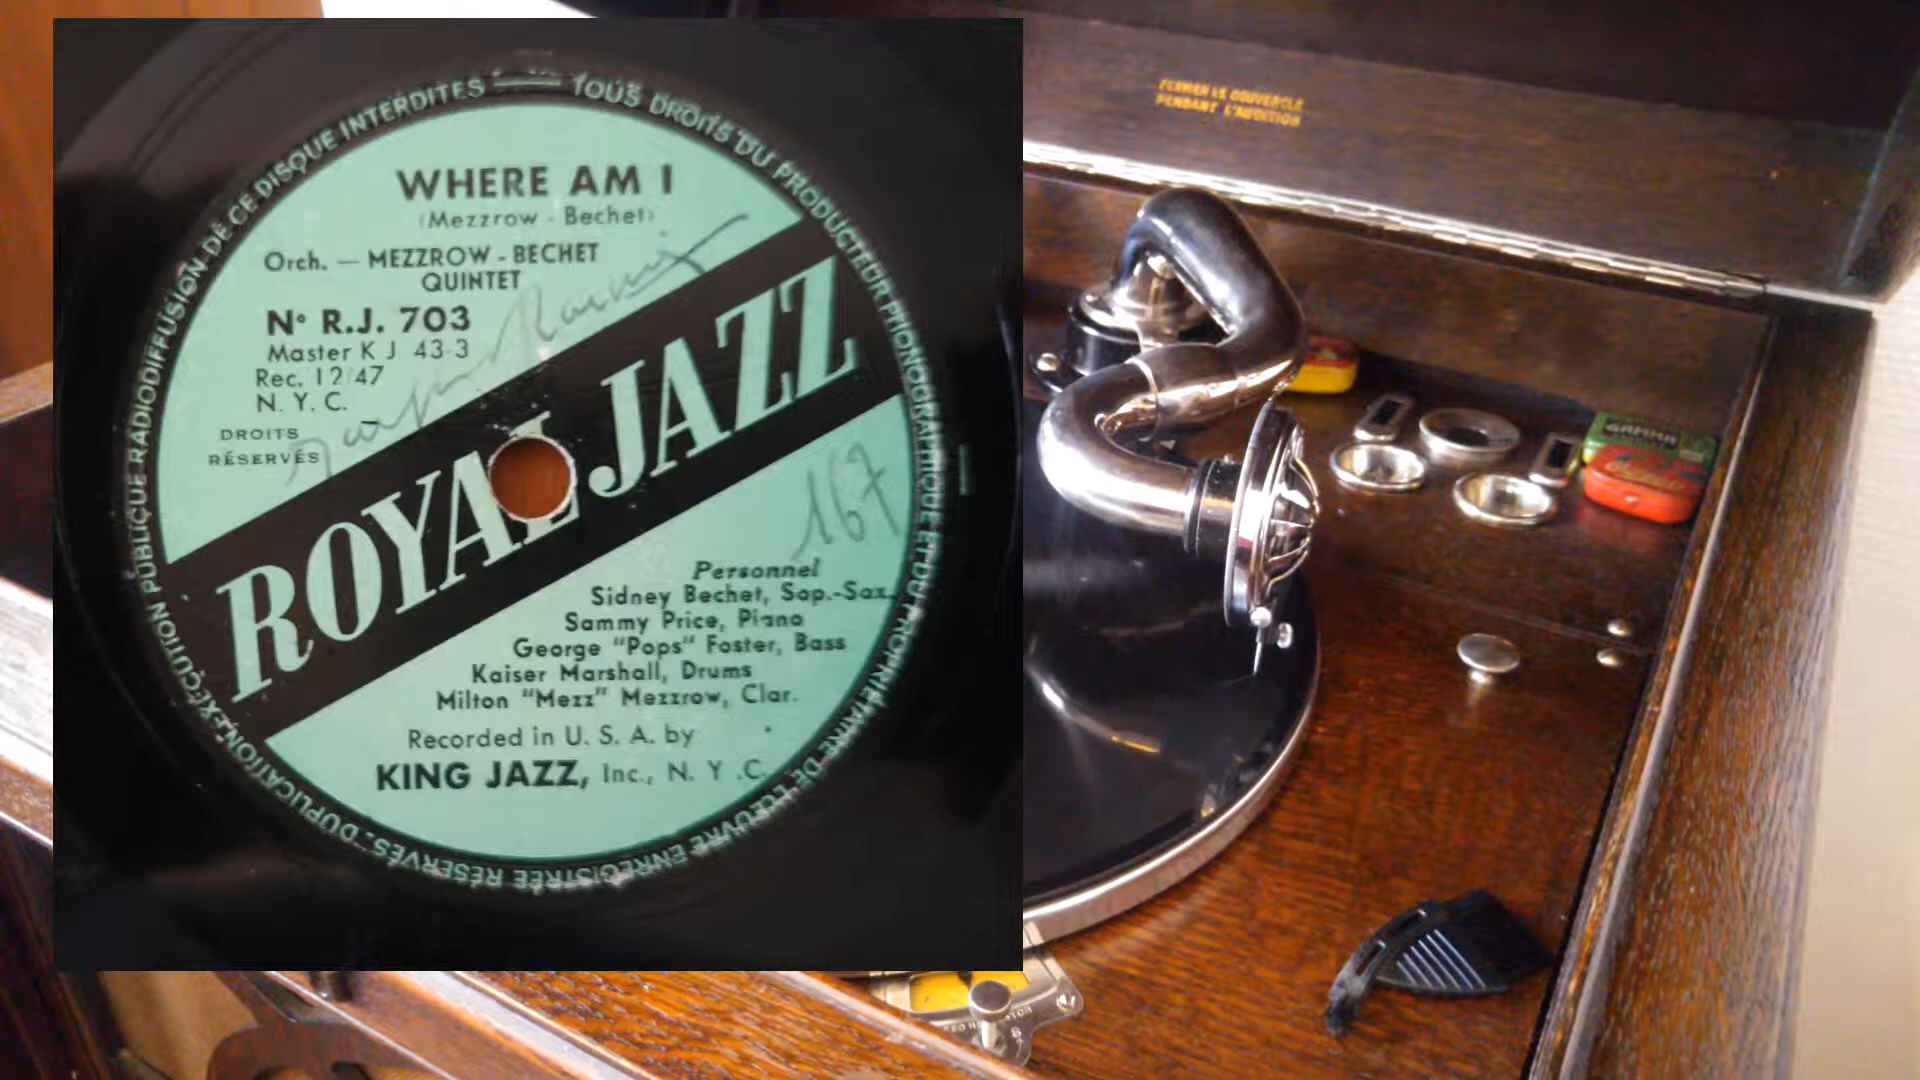 TOUS DROITS DU PRODUCTEUR PHONOGRAPHIQUE ET DU PROPRIÉTAIRE DE L'ŒUVRE ENREGISTRÉE RÉSERVÉS. DUPLICATION, EXÉCUTION PUBLIQUE RADIODIFFUSION DE CE DISQUE INTERDITES
WHERE AM I
(Mezzrow - Bechet)
Orch. — MEZZROW - BECHET
QUINTET
N° R.J. 703
Master K J 43-3
Rec. 12 47
N. Y. C.
DROITS
RÉSERVÉS
ROYAL JAZZ
167
Personnel
Sidney Bechet, Sop.-Sax.
Sammy Price, Piano
George "Pops" Foster, Bass
Kaiser Marshall, Drums
Milton "Mezz" Mezzrow, Clar.
Recorded in U. S. A. by
KING JAZZ, Inc., N. Y .C.
FERMER LE COUVERCLE
PENDANT L'AUDITION
GAMMA